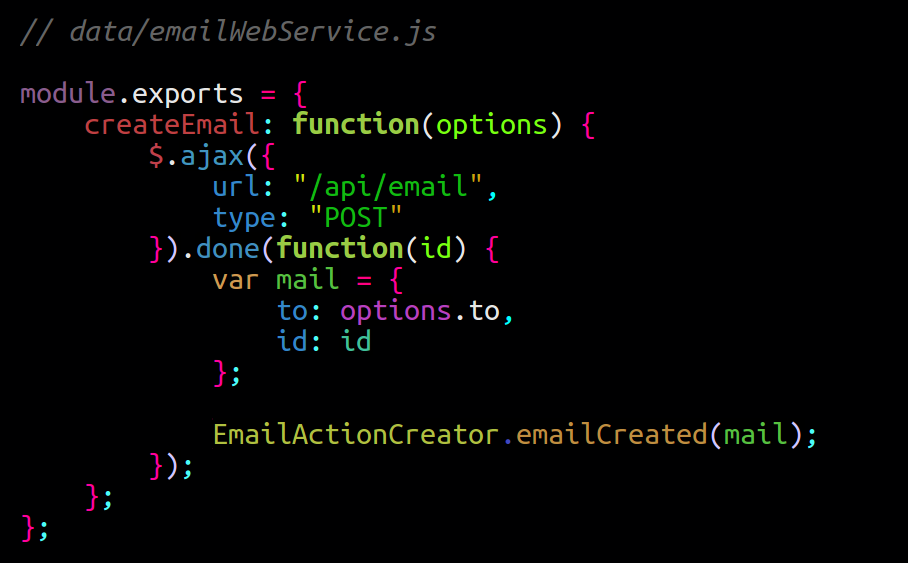 // data/emailWebService.js
module.exports = {
    createEmail: function(options) {
        $.ajax({
            url: "/api/email",
            type: "POST"
        }).done(function(id) {
            var mail = {
                to: options.to,
                id: id
            };
            EmailActionCreator.emailCreated(mail);
        });
    };
};